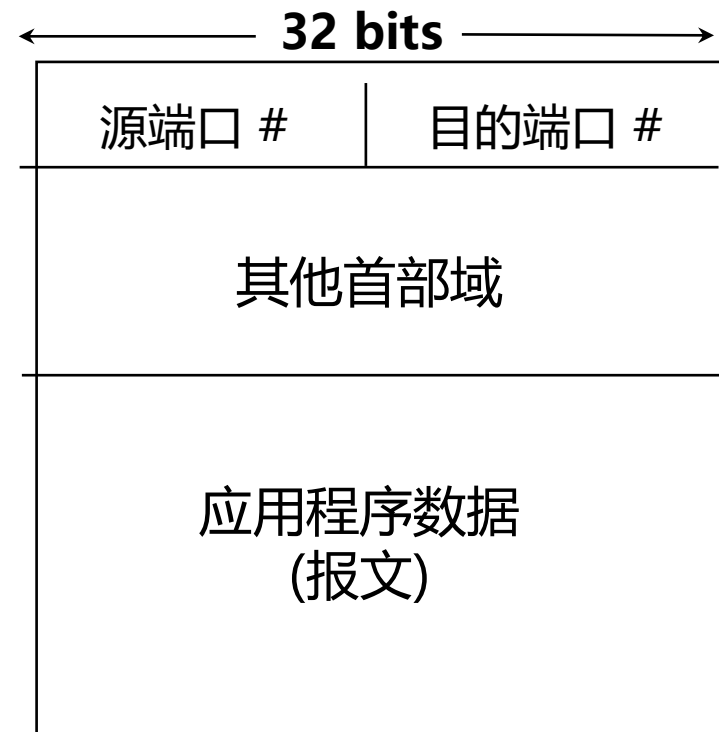 32 bits
源端口 #
目的端口 #
其他首部域
应用程序数据
(报文)